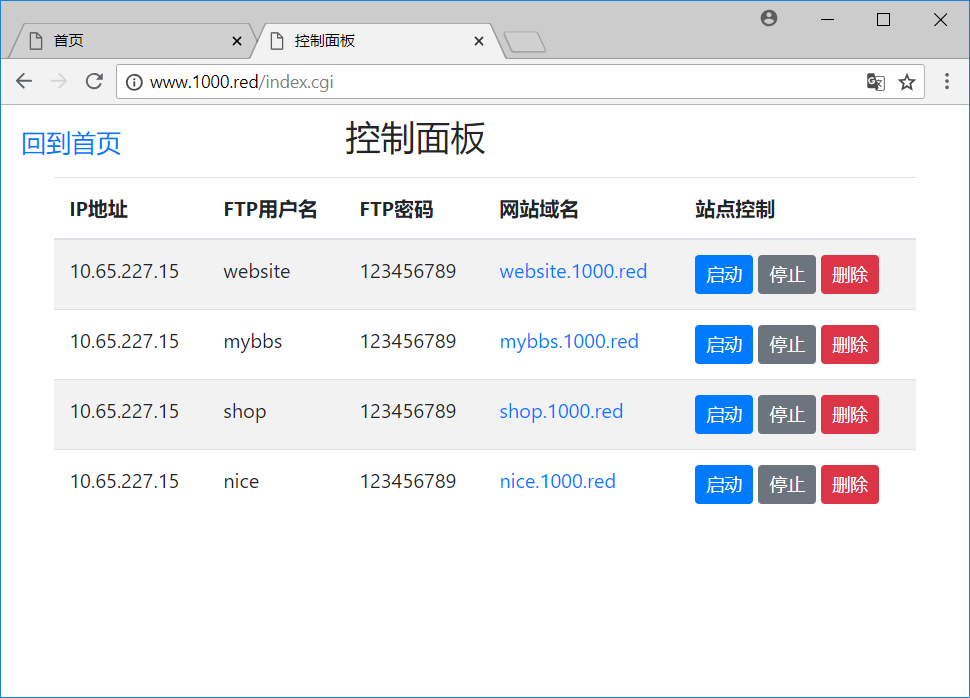 首页
控制面板
www.1000.red/index.cgi
回到首页
控制面板
IP地址 FTP用户名 FTP密码 网站域名 站点控制
10.65.227.15 website 123456789 website.1000.red 启动 停止 删除
10.65.227.15 mybbs 123456789 mybbs.1000.red 启动 停止 删除
10.65.227.15 shop 123456789 shop.1000.red 启动 停止 删除
10.65.227.15 nice 123456789 nice.1000.red 启动 停止 删除